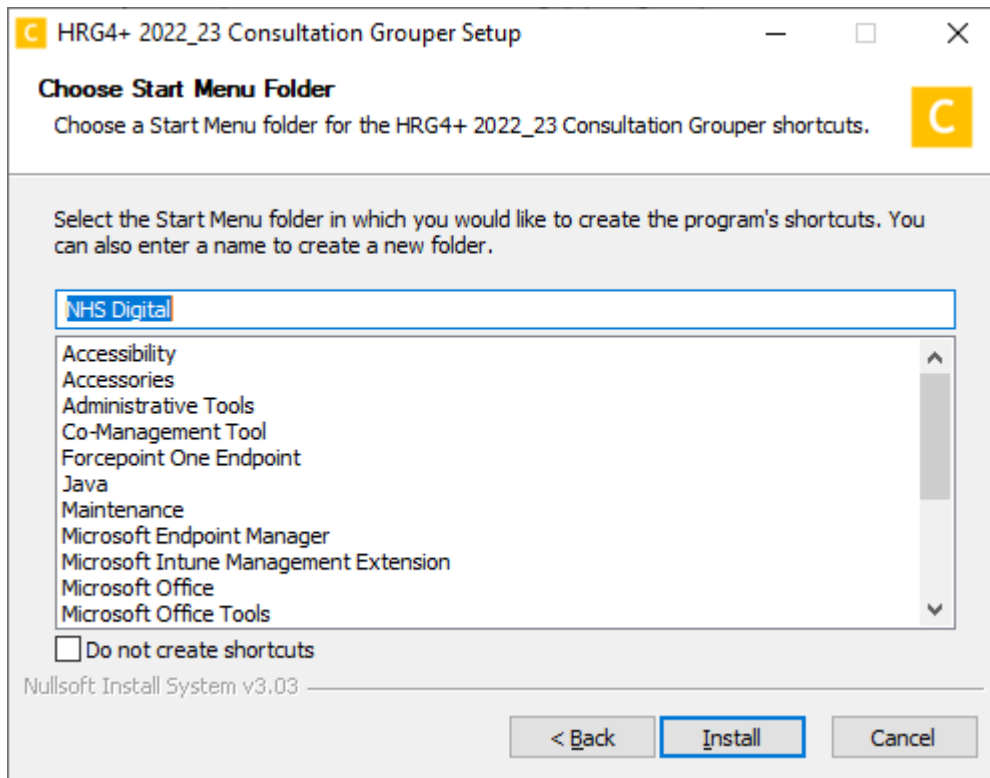 C HRG4+ 2022_23 Consultation Grouper Setup
Choose Start Menu Folder
Choose a Start Menu folder for the HRG4+ 2022_23 Consultation Grouper shortcuts.
C
Select the Start Menu folder in which you would like to create the program's shortcuts. You
can also enter a name to create a new folder.
NHS Digital
Accessibility
Accessories
Administrative Tools
Co-Management Tool
Forcepoint One Endpoint
Java
Maintenance
Microsoft Endpoint Manager
Microsoft Intune Management Extension
Microsoft Office
Microsoft Office Tools
Do not create shortcuts
Nullsoft Install System v3.03
< Back Install Cancel